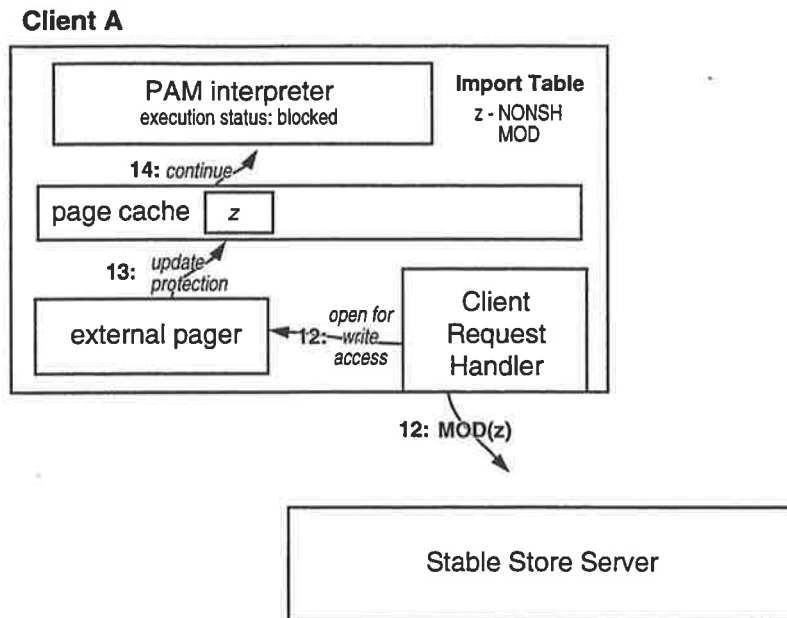 Client A
PAM interpreter
execution status: blocked
Import Table
z - NONSH
MOD
14: continue
page cache
z
13: update
protection
external pager
open for
12: write
access
Client
Request
Handler
12: MOD(z)
Stable Store Server